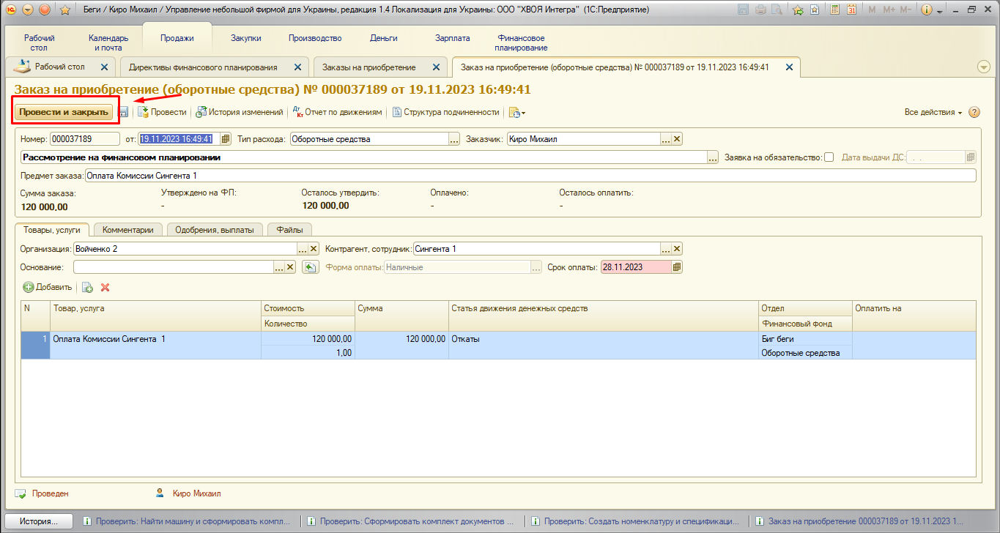 Беги / Киро Михаил / Управление небольшой фирмой для Украины, редакция 1.4 Локализация для Украины: ООО "ХВОЯ Интегра" (1С:Предприятие)
M M+ M-
Рабочий стол
Календарь и почта
Продажи
Закупки
Производство
Деньги
Зарплата
Финансовое планирование
Рабочий стол
Директивы финансового планирования
Заказы на приобретение
Заказ на приобретение (оборотные средства) № 000037189 от 19.11.2023 16:49:41
Заказ на приобретение (оборотные средства) № 000037189 от 19.11.2023 16:49:41
Провести и закрыть
Провести
История изменений
Отчет по движениям
Структура подчиненности
Все действия
Номер: 000037189 от: 19.11.2023 16:49:41 Тип расхода: Оборотные средства Заказчик: Киро Михаил
Рассмотрение на финансовом планировании
Заявка на обязательство:
Дата выдачи ДС: . .
Предмет заказа: Оплата Комиссии Сингента 1
Сумма заказа: Утверждено на ФП: Осталось утвердить: Оплачено: Осталось оплатить:
120 000,00 - 120 000,00 - -
Товары, услуги
Комментарии
Одобрения, выплаты
Файлы
Организация: Войченко 2 Контрагент, сотрудник: Сингента 1
Основание: Форма оплаты: Наличные Срок оплаты: 28.11.2023
Добавить
N Товар, услуга Стоимость Сумма Статья движения денежных средств Отдел Оплатить на
Количество Финансовый фонд
1 Оплата Комиссии Сингента 1 120 000,00 120 000,00 Откаты Биг беги
1,00 Оборотные средства
Проведен
Киро Михаил
История...
Проверить: Найти машину и сформировать компл...
Проверить: Сформировать комплект документов ...
Проверить: Создать номенклатуру и спецификаци...
Заказ на приобретение 000037189 от 19.11.2023 1...